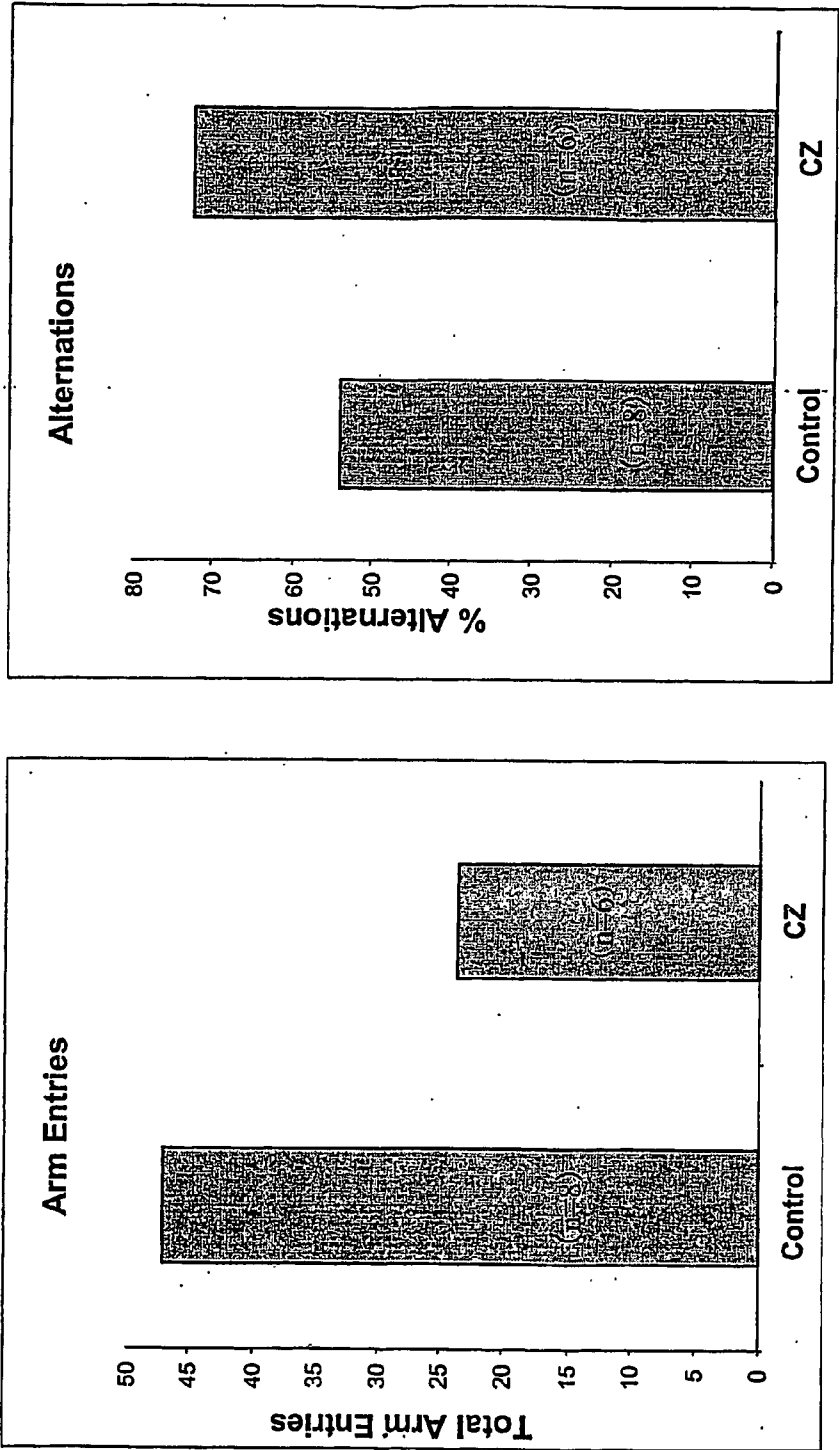 Arm Entries
Total Arm Entries
50
45
40
35
30
25
20
15
10
5
0
(n=8)
(n=6)
Control
CZ
Alternations
% Alternations
80
70
60
50
40
30
20
10
0
(n=8)
(n=6)
Control
CZ